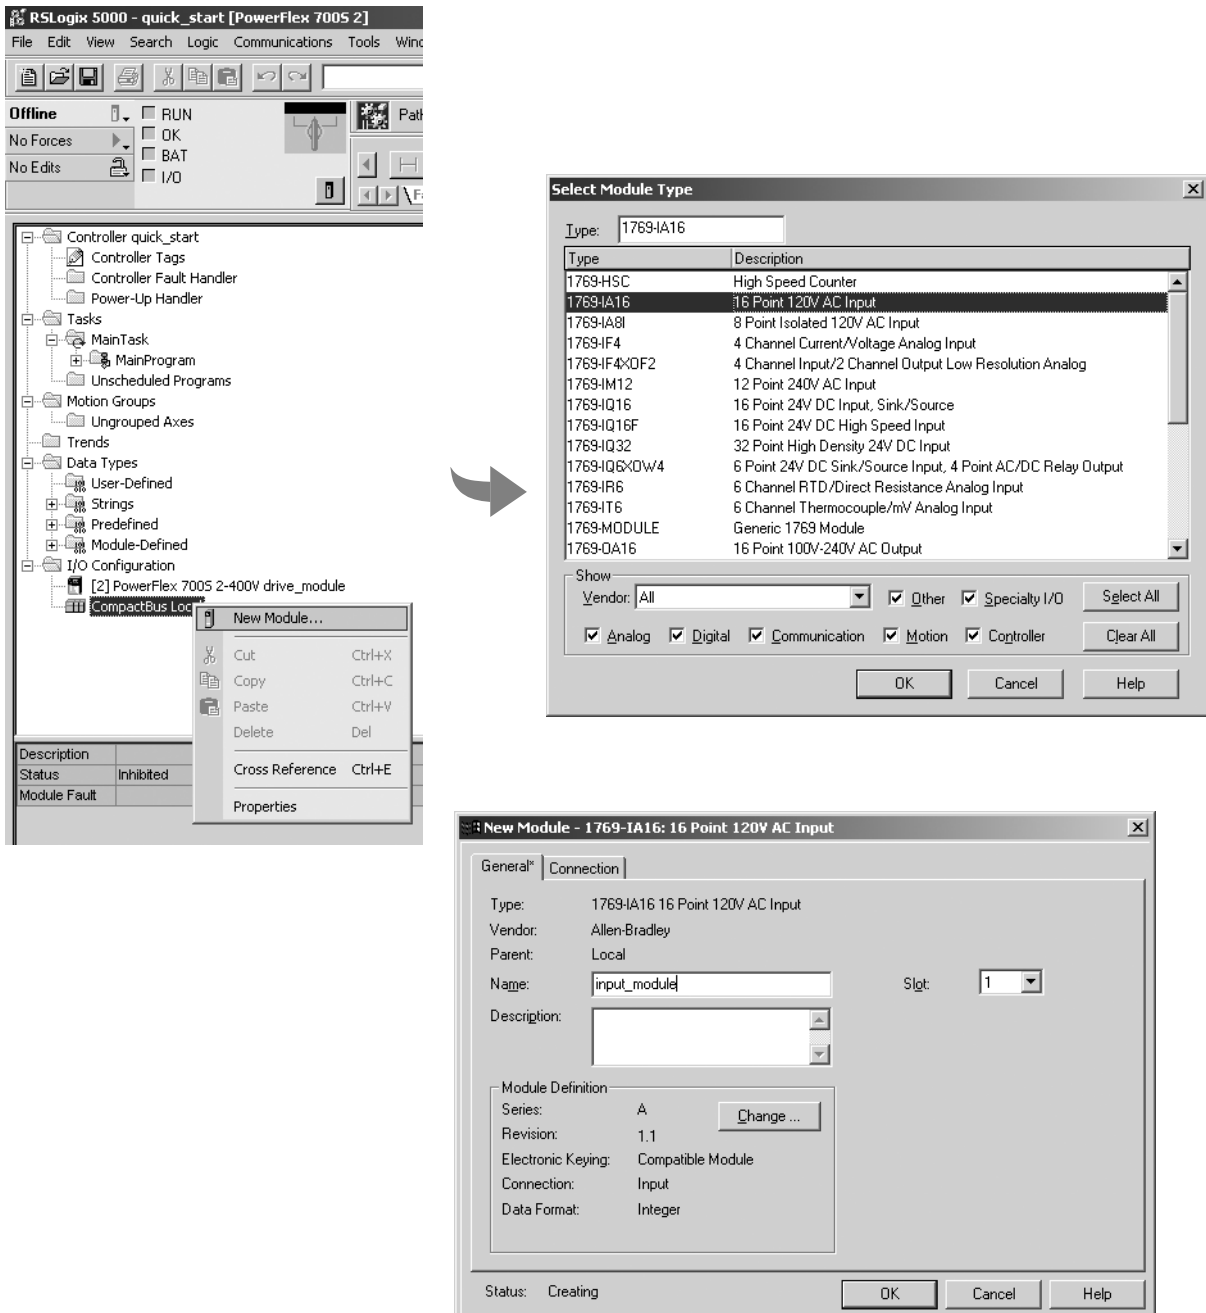 RSLogix 5000 - quick_start [PowerFlex 700S 2]
File Edit View Search Logic Communications Tools
Offline
RUN
No Forces
OK
No Edits
BAT
I/O
Controller quick_start
Controller Tags
Controller Fault Handler
Power-Up Handler
Tasks
MainTask
MainProgram
Unscheduled Programs
Motion Groups
Ungrouped Axes
Trends
Data Types
User-Defined
Strings
Predefined
Module-Defined
I/O Configuration
[2] PowerFlex 700S 2-400V drive_module
CompactBus Loc
New Module...
Cut Ctrl+X
Copy Ctrl+C
Paste Ctrl+V
Delete Del
Cross Reference Ctrl+E
Properties
Description
Status Inhibited
Module Fault
Select Module Type
Type: 1769-IA16
Type Description
1769-HSC High Speed Counter
1769-IA16 16 Point 120V AC Input
1769-IA8I 8 Point Isolated 120V AC Input
1769-IF4 4 Channel Current/Voltage Analog Input
1769-IF4XOF2 4 Channel Input/2 Channel Output Low Resolution Analog
1769-IM12 12 Point 240V AC Input
1769-IQ16 16 Point 24V DC Input, Sink/Source
1769-IQ16F 16 Point 24V DC High Speed Input
1769-IQ32 32 Point High Density 24V DC Input
1769-IQ6XOW4 6 Point 24V DC Sink/Source Input, 4 Point AC/DC Relay Output
1769-IR6 6 Channel RTD/Direct Resistance Analog Input
1769-IT6 6 Channel Thermocouple/mV Analog Input
1769-MODULE Generic 1769 Module
1769-OA16 16 Point 100V-240V AC Output
Show
Vendor: All Other Specialty I/O Select All
Analog Digital Communication Motion Controller Clear All
OK Cancel Help
New Module - 1769-IA16: 16 Point 120V AC Input
General* Connection
Type: 1769-IA16 16 Point 120V AC Input
Vendor: Allen-Bradley
Parent: Local
Name: input_module Slot: 1
Description:
Module Definition
Series: A Change ...
Revision: 1.1
Electronic Keying: Compatible Module
Connection: Input
Data Format: Integer
Status: Creating OK Cancel Help